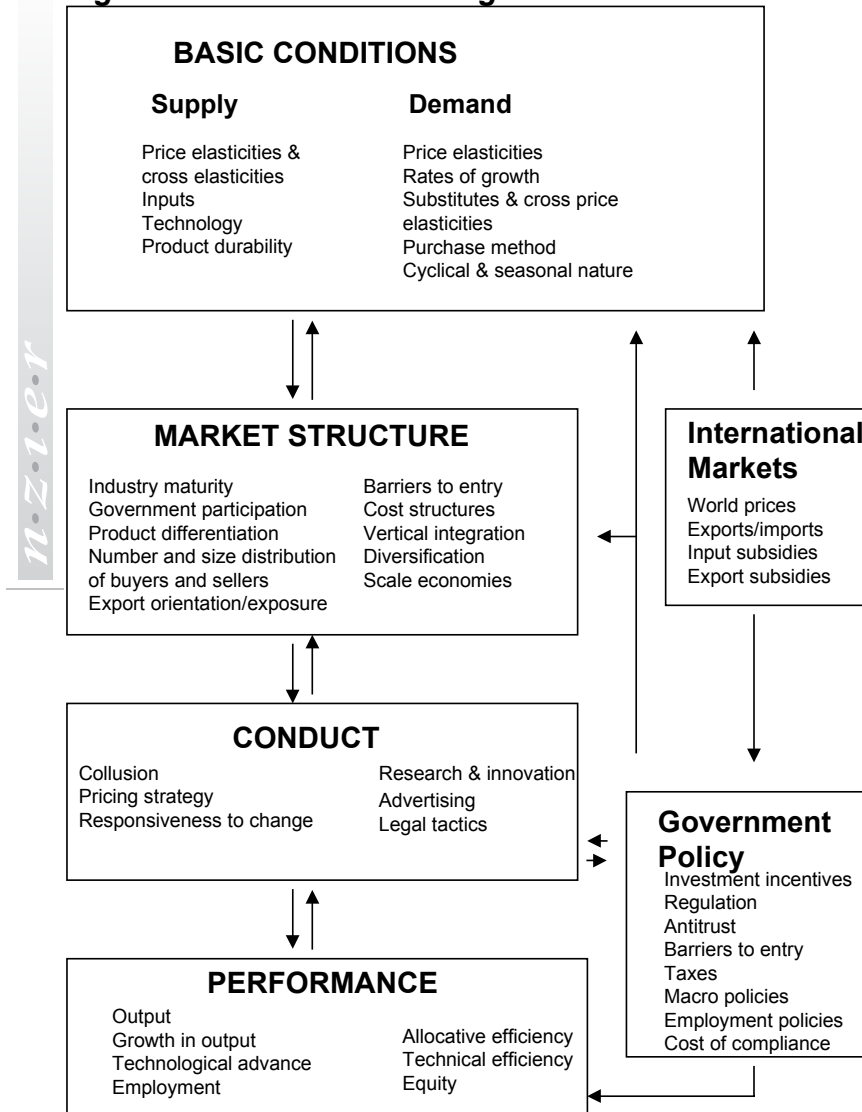 BASIC CONDITIONS
Supply
Price elasticities &
cross elasticities
Inputs
Technology
Product durability
Demand
Price elasticities
Rates of growth
Substitutes & cross price
elasticities
Purchase method
Cyclical & seasonal nature
n•z•i•e•r
MARKET STRUCTURE
Industry maturity
Government participation
Product differentiation
Number and size distribution
of buyers and sellers
Export orientation/exposure
Barriers to entry
Cost structures
Vertical integration
Diversification
Scale economies
International
Markets
World prices
Exports/imports
Input subsidies
Export subsidies
CONDUCT
Collusion
Pricing strategy
Responsiveness to change
Research & innovation
Advertising
Legal tactics
Government
Policy
Investment incentives
Regulation
Antitrust
Barriers to entry
Taxes
Macro policies
Employment policies
Cost of compliance
PERFORMANCE
Output
Growth in output
Technological advance
Employment
Allocative efficiency
Technical efficiency
Equity